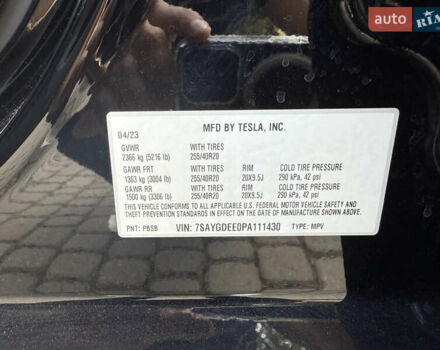 auto RIA
04/23 MFD BY TESLA, INC.
GVWR WITH TIRES
2366 kg (5216 lb) 255/40R20
GAWR FRT WITH TIRES RIM COLD TIRE PRESSURE
1363 kg (3004 lb) 255/40R20 20X9.5J 290 kPa, 42 psi
GAWR RR WITH TIRES RIM COLD TIRE PRESSURE
1500 kg (3306 lb) 255/40R20 20X9.5J 290 kPa, 42 psi
THIS VEHICLE CONFORMS TO ALL APPLICABLE U.S. FEDERAL MOTOR VEHICLE SAFETY
AND THEFT PREVENTION STANDARDS IN EFFECT ON THE DATE
OF MANUFACTURE SHOWN ABOVE.
PNT: PBSB VIN: 7SAYGDEE0PA111430 TYPE: MPV